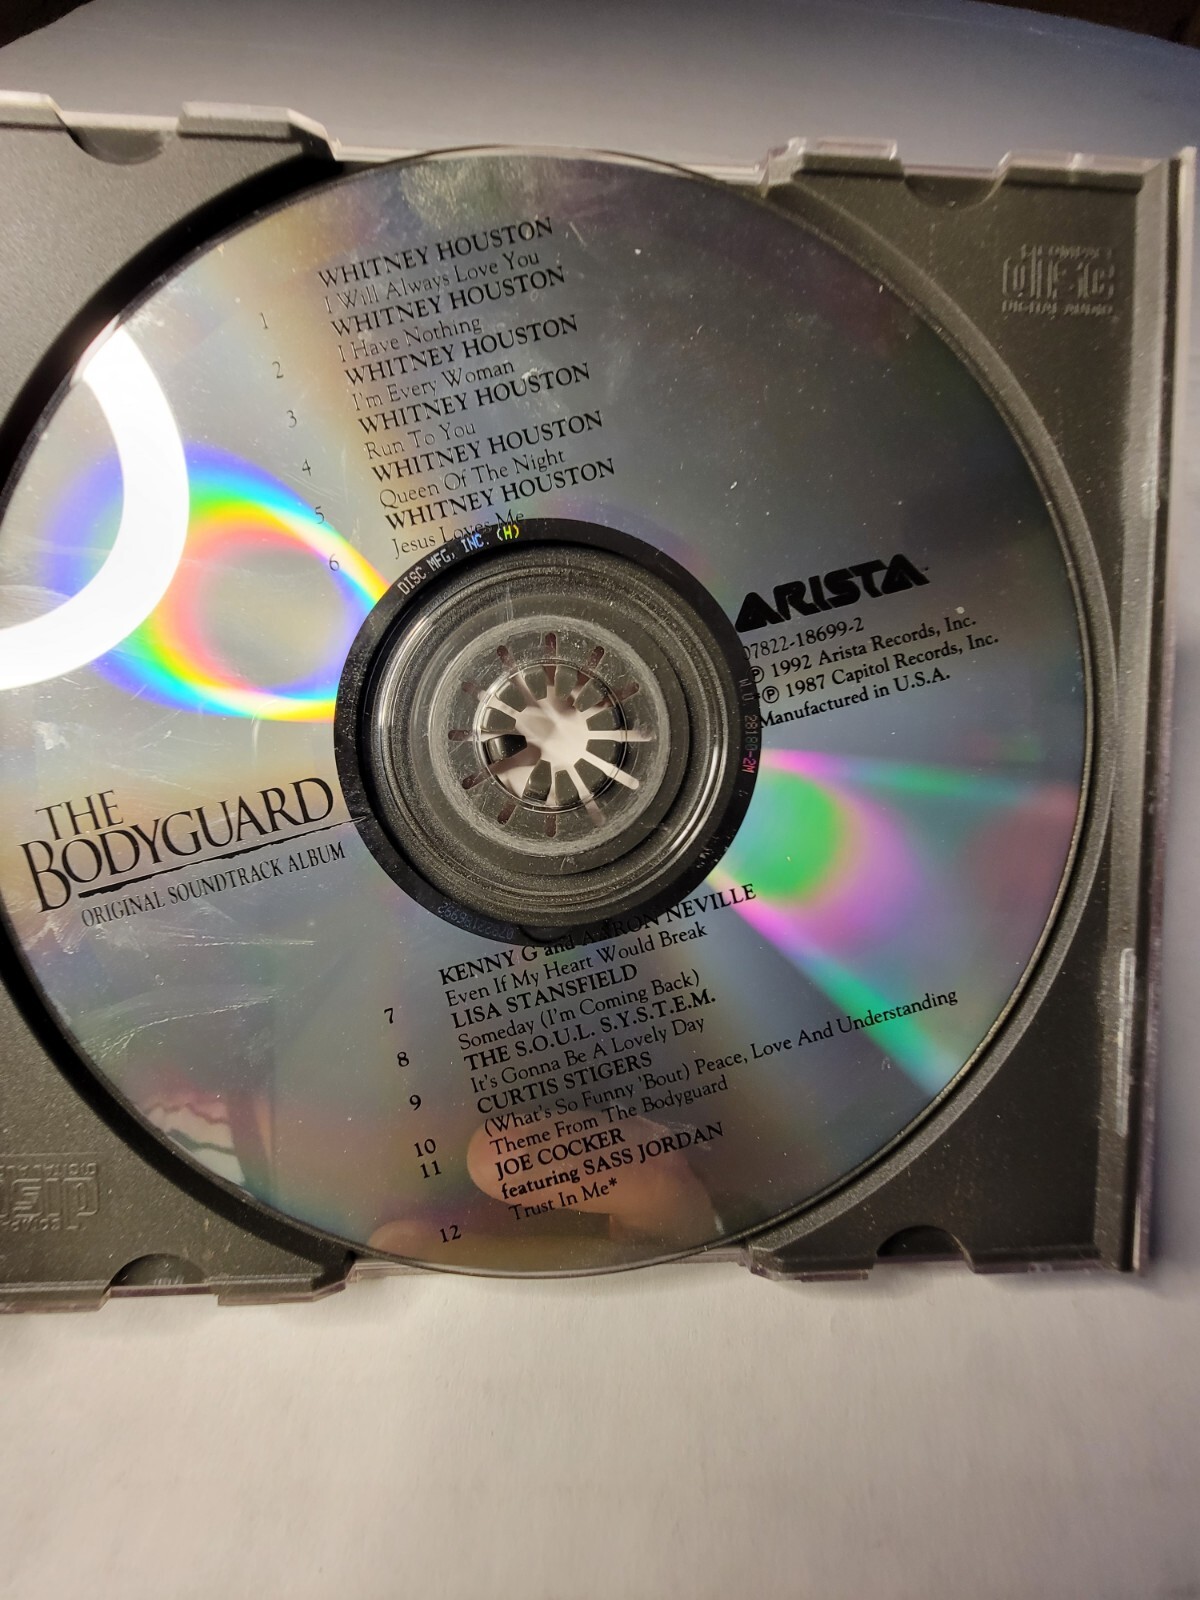 WHITNEY HOUSTON
1 I Will Always Love You
WHITNEY HOUSTON
2 I Have Nothing
WHITNEY HOUSTON
3 I'm Every Woman
WHITNEY HOUSTON
4 Run To You
WHITNEY HOUSTON
5 Queen Of The Night
WHITNEY HOUSTON
6 Jesus Loves Me
DISC MFG, INC. (H)
COMPACT
disc
DIGITAL AUDIO
ARISTA
07822-18699-2
℗ 1992 Arista Records, Inc.
*℗ 1987 Capitol Records, Inc.
Manufactured in U.S.A.
THE
BODYGUARD
ORIGINAL SOUNDTRACK ALBUM
KENNY G and AARON NEVILLE
7 Even If My Heart Would Break
LISA STANSFIELD
8 Someday (I'm Coming Back)
THE S.O.U.L. S.Y.S.T.E.M.
9 It's Gonna Be A Lovely Day
CURTIS STIGERS
10 (What's So Funny 'Bout) Peace, Love And Understanding
11 Theme From The Bodyguard
JOE COCKER
featuring SASS JORDAN
12 Trust In Me*